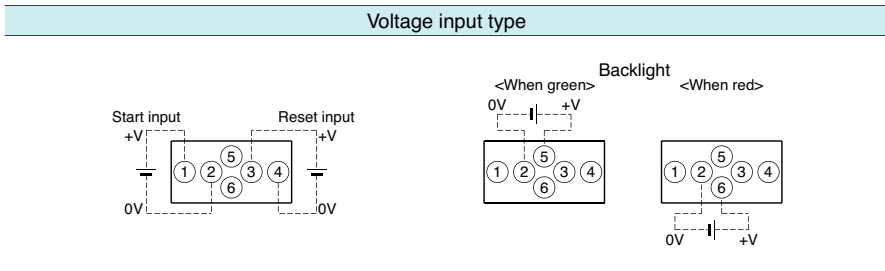 Voltage input type
Backlight
<When green>
<When red>
0V
+V
Start input
Reset input
+V
+V
5
1
2
3
4
6
0V
0V
5
1
2
3
4
6
5
1
2
3
4
6
0V
+V